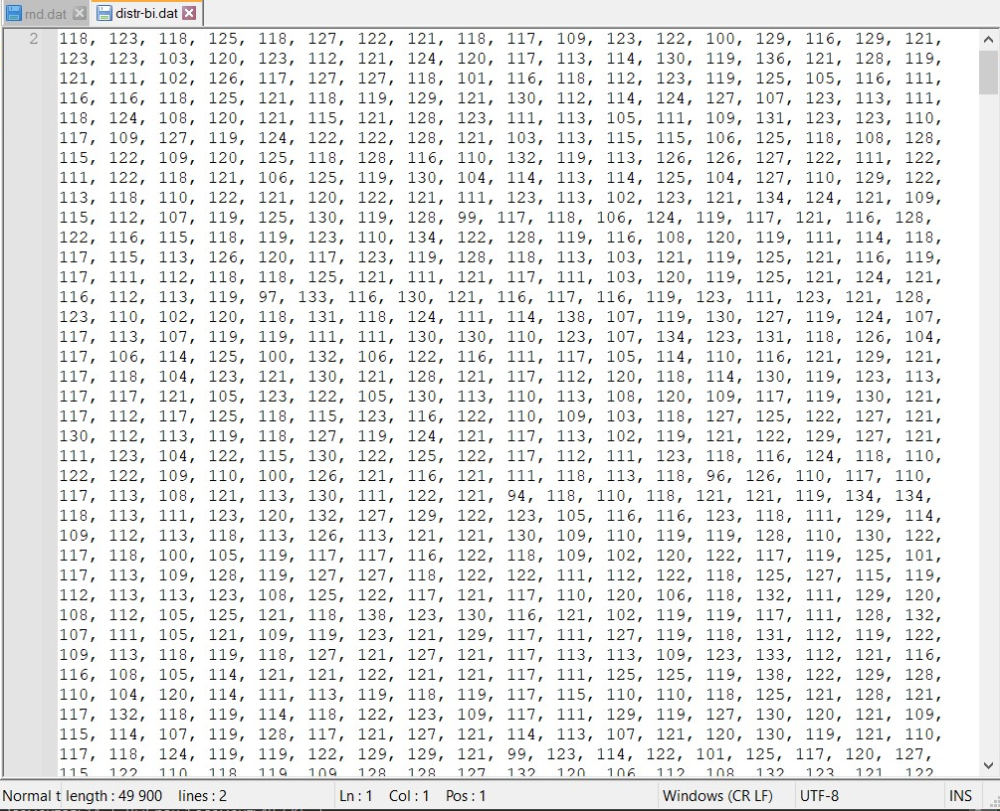 rnd.dat distr-bi.dat
2 118, 123, 118, 125, 118, 127, 122, 121, 118, 117, 109, 123, 122, 100, 129, 116, 129, 121,
123, 123, 103, 120, 123, 112, 121, 124, 120, 117, 113, 114, 130, 119, 136, 121, 128, 119,
121, 111, 102, 126, 117, 127, 127, 118, 101, 116, 118, 112, 123, 119, 125, 105, 116, 111,
116, 116, 118, 125, 121, 118, 119, 129, 121, 130, 112, 114, 124, 127, 107, 123, 113, 111,
118, 124, 108, 120, 121, 115, 121, 128, 123, 111, 113, 105, 111, 109, 131, 123, 123, 110,
117, 109, 127, 119, 124, 122, 122, 128, 121, 103, 113, 115, 115, 106, 125, 118, 108, 128,
115, 122, 109, 120, 125, 118, 128, 116, 110, 132, 119, 113, 126, 126, 127, 122, 111, 122,
111, 122, 118, 121, 106, 125, 119, 130, 104, 114, 113, 114, 125, 104, 127, 110, 129, 122,
113, 118, 110, 122, 121, 120, 122, 121, 111, 123, 113, 102, 123, 121, 134, 124, 121, 109,
115, 112, 107, 119, 125, 130, 119, 128, 99, 117, 118, 106, 124, 119, 117, 121, 116, 128,
122, 116, 115, 118, 119, 123, 110, 134, 122, 128, 119, 116, 108, 120, 119, 111, 114, 118,
117, 115, 113, 126, 120, 117, 123, 119, 128, 118, 113, 103, 121, 119, 125, 121, 116, 119,
117, 111, 112, 118, 118, 125, 121, 111, 121, 117, 111, 103, 120, 119, 125, 121, 124, 121,
116, 112, 113, 119, 97, 133, 116, 130, 121, 116, 117, 116, 119, 123, 111, 123, 121, 128,
123, 110, 102, 120, 118, 131, 118, 124, 111, 114, 138, 107, 119, 130, 127, 119, 124, 107,
117, 113, 107, 119, 119, 111, 111, 130, 130, 110, 123, 107, 134, 123, 131, 118, 126, 104,
117, 106, 114, 125, 100, 132, 106, 122, 116, 111, 117, 105, 114, 110, 116, 121, 129, 121,
117, 118, 104, 123, 121, 130, 121, 128, 121, 117, 112, 120, 118, 114, 130, 119, 123, 113,
117, 117, 121, 105, 123, 122, 105, 130, 113, 110, 113, 108, 120, 109, 117, 119, 130, 121,
117, 112, 117, 125, 118, 115, 123, 116, 122, 110, 109, 103, 118, 127, 125, 122, 127, 121,
130, 112, 113, 119, 118, 127, 119, 124, 121, 117, 113, 102, 119, 121, 122, 129, 127, 121,
111, 123, 104, 122, 115, 130, 122, 125, 122, 117, 112, 111, 123, 118, 116, 124, 118, 110,
122, 122, 109, 110, 100, 126, 121, 116, 121, 111, 118, 113, 118, 96, 126, 110, 117, 110,
117, 113, 108, 121, 113, 130, 111, 122, 121, 94, 118, 110, 118, 121, 121, 119, 134, 134,
118, 113, 111, 123, 120, 132, 127, 129, 122, 123, 105, 116, 116, 123, 118, 111, 129, 114,
109, 112, 113, 118, 113, 126, 113, 121, 121, 130, 109, 110, 119, 119, 128, 110, 130, 122,
117, 118, 100, 105, 119, 117, 117, 116, 122, 118, 109, 102, 120, 122, 117, 119, 125, 101,
117, 113, 109, 128, 119, 127, 127, 118, 122, 122, 111, 112, 122, 118, 125, 127, 115, 119,
112, 113, 113, 123, 108, 125, 122, 117, 121, 117, 110, 120, 106, 118, 132, 111, 129, 120,
108, 112, 105, 125, 121, 118, 138, 123, 130, 116, 121, 102, 119, 119, 117, 111, 128, 132,
107, 111, 105, 121, 109, 119, 123, 121, 129, 117, 111, 127, 119, 118, 131, 112, 119, 122,
109, 113, 118, 119, 118, 127, 121, 127, 121, 117, 113, 113, 109, 123, 133, 112, 121, 116,
116, 108, 105, 114, 121, 121, 122, 121, 121, 117, 111, 125, 125, 119, 138, 122, 129, 128,
110, 104, 120, 114, 111, 113, 119, 118, 119, 117, 115, 110, 110, 118, 125, 121, 128, 121,
117, 132, 118, 119, 114, 118, 122, 123, 109, 117, 111, 129, 119, 127, 130, 120, 121, 109,
115, 114, 107, 119, 128, 117, 121, 127, 121, 114, 113, 107, 121, 120, 130, 119, 121, 110,
117, 118, 124, 119, 119, 122, 129, 129, 121, 99, 123, 114, 122, 101, 125, 117, 120, 127,
115, 122, 110, 118, 119, 109, 128, 128, 127, 132, 120, 106, 112, 108, 132, 123, 121, 122
Normal t length : 49 900 lines : 2 Ln : 1 Col : 1 Pos : 1 Windows (CR LF) UTF-8 INS